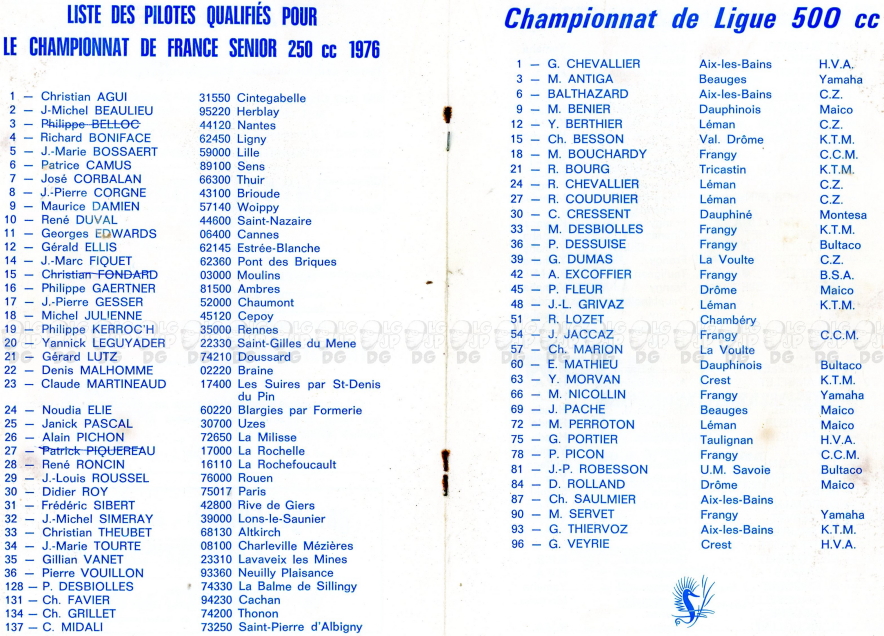 LISTE DES PILOTES QUALIFIÉS POUR
LE CHAMPIONNAT DE FRANCE SENIOR 250 cc 1976
1 — Christian AGUI 31550 Cintegabelle
2 — J-Michel BEAULIEU 95220 Herblay
3 — Philippe BELLOC 44120 Nantes
4 — Richard BONIFACE 62450 Ligny
5 — J.-Marie BOSSAERT 59000 Lille
6 — Patrice CAMUS 89100 Sens
7 — José CORBALAN 66300 Thuir
8 — J.-Pierre CORGNE 43100 Brioude
9 — Maurice DAMIEN 57140 Woippy
10 — René DUVAL 44600 Saint-Nazaire
11 — Georges EDWARDS 06400 Cannes
12 — Gérald ELLIS 62145 Estrée-Blanche
14 — J.-Marc FIQUET 62360 Pont des Briques
15 — Christian FONDARD 03000 Moulins
16 — Philippe GAERTNER 81500 Ambres
17 — J.-Pierre GESSER 52000 Chaumont
18 — Michel JULIENNE 45120 Cepoy
19 — Philippe KERROC'H 35000 Rennes
20 — Yannick LEGUYADER 22330 Saint-Gilles du Mene
21 — Gérard LUTZ 74210 Doussard
22 — Denis MALHOMME 02220 Braine
23 — Claude MARTINEAUD 17400 Les Suires par St-Denis
du Pin
24 — Noudia ELIE 60220 Blargies par Formerie
25 — Janick PASCAL 30700 Uzes
26 — Alain PICHON 72650 La Milisse
27 — Patrick PIQUEREAU 17000 La Rochelle
28 — René RONCIN 16110 La Rochefoucault
29 — J.-Louis ROUSSEL 76000 Rouen
30 — Didier ROY 75017 Paris
31 — Frédéric SIBERT 42800 Rive de Giers
32 — J.-Michel SIMERAY 39000 Lons-le-Saunier
33 — Christian THEUBET 68130 Altkirch
34 — J.-Marie TOURTE 08100 Charleville Mézières
35 — Gillian VANET 23310 Lavaveix les Mines
36 — Pierre VOUILLON 93360 Neuilly Plaisance
128 — P. DESBIOLLES 74330 La Balme de Sillingy
131 — Ch. FAVIER 94230 Cachan
134 — Ch. GRILLET 74200 Thonon
137 — C. MIDALI 73250 Saint-Pierre d'Albigny
Championnat de Ligue 500 cc
1 — G. CHEVALLIER Aix-les-Bains H.V.A.
3 — M. ANTIGA Beauges Yamaha
6 — BALTHAZARD Aix-les-Bains C.Z.
9 — M. BENIER Dauphinois Maico
12 — Y. BERTHIER Léman C.Z.
15 — Ch. BESSON Val. Drôme K.T.M.
18 — M. BOUCHARDY Frangy C.C.M.
21 — R. BOURG Tricastin K.T.M.
24 — R. CHEVALLIER Léman C.Z.
27 — R. COUDURIER Léman C.Z.
30 — C. CRESSENT Dauphiné Montesa
33 — M. DESBIOLLES Frangy K.T.M.
36 — P. DESSUISE Frangy Bultaco
39 — G. DUMAS La Voulte C.Z.
42 — A. EXCOFFIER Frangy B.S.A.
45 — P. FLEUR Drôme Maico
48 — J.-L. GRIVAZ Léman K.T.M.
51 — R. LOZET Chambéry
54 — J. JACCAZ Frangy C.C.M.
57 — Ch. MARION La Voulte
60 — E. MATHIEU Dauphinois Bultaco
63 — Y. MORVAN Crest K.T.M.
66 — M. NICOLLIN Frangy Yamaha
69 — J. PACHE Beauges Maico
72 — M. PERROTON Léman Maico
75 — G. PORTIER Taulignan H.V.A.
78 — P. PICON Frangy C.C.M.
81 — J.-P. ROBESSON U.M. Savoie Bultaco
84 — D. ROLLAND Drôme Maico
87 — Ch. SAULMIER Aix-les-Bains
90 — M. SERVET Frangy Yamaha
93 — G. THIERVOZ Aix-les-Bains K.T.M.
96 — G. VEYRIE Crest H.V.A.